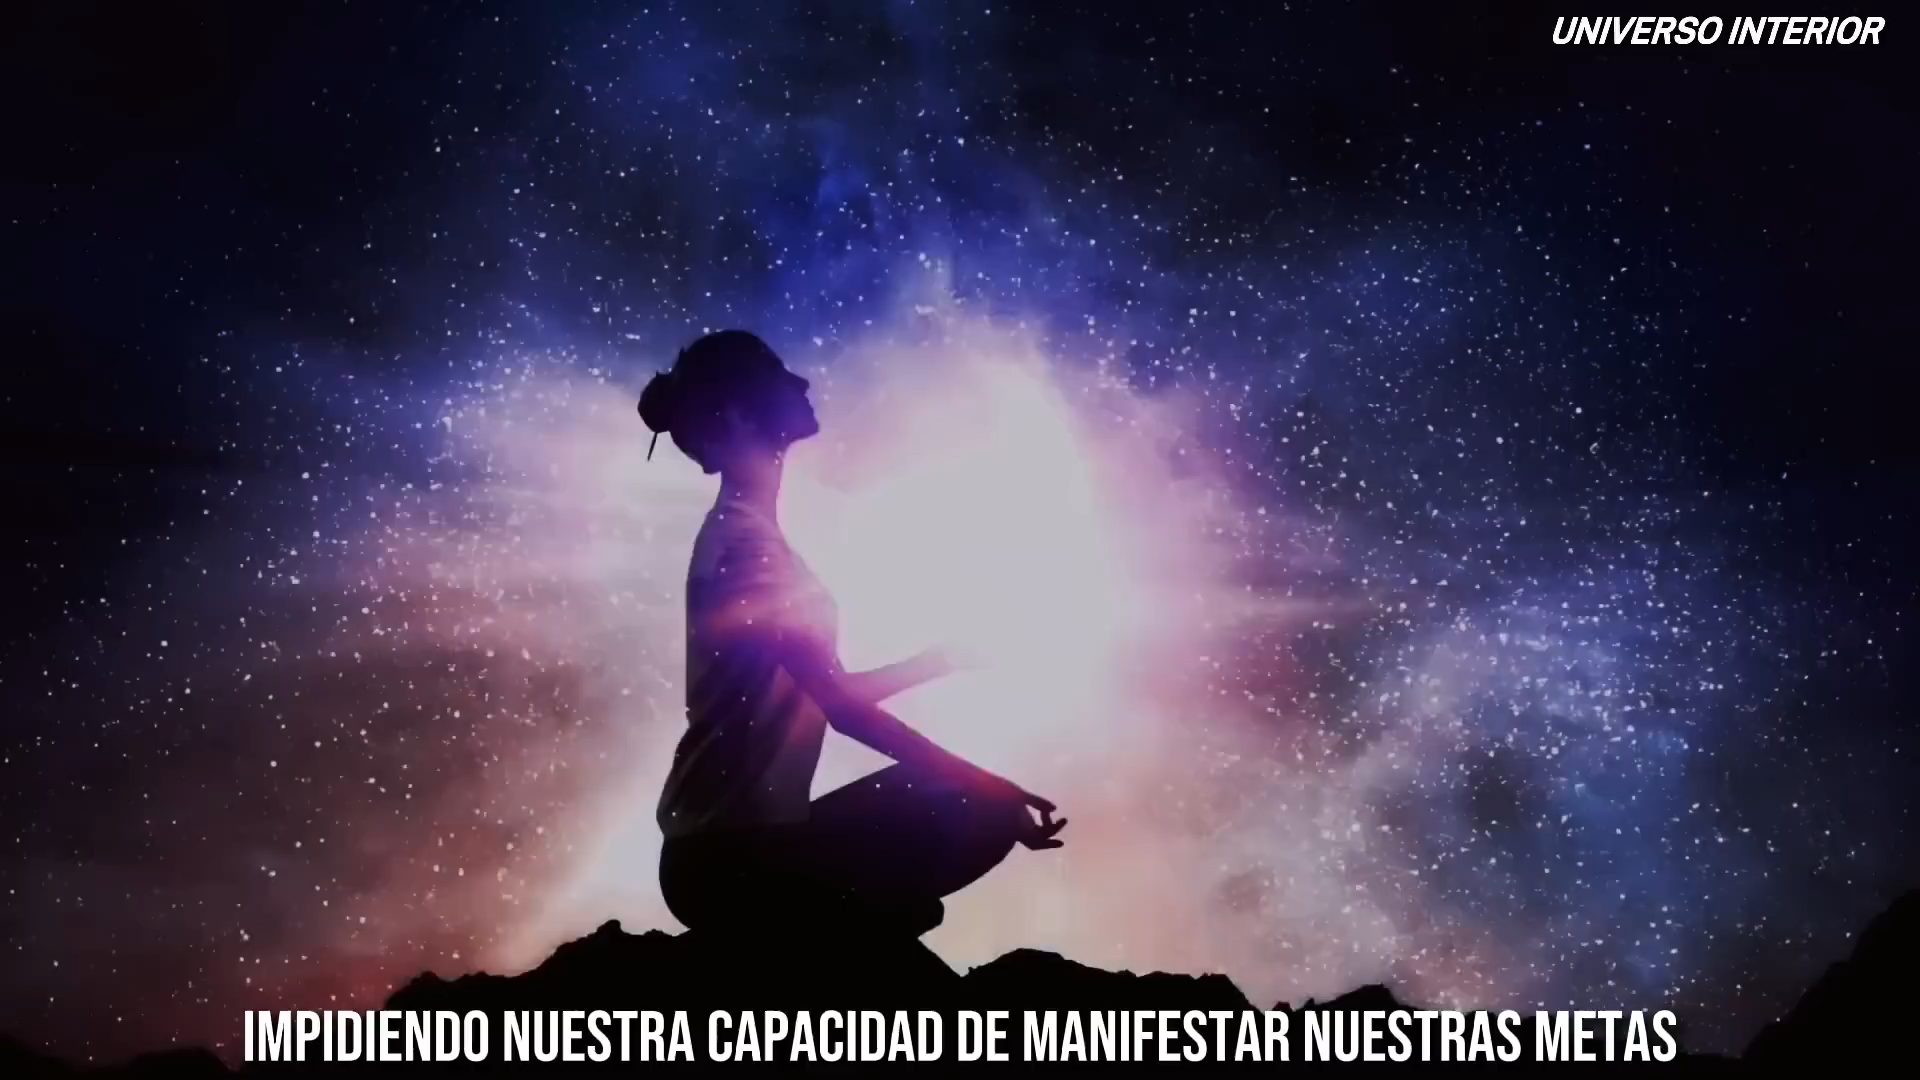 UNIVERSO INTERIOR
IMPIDIENDO NUESTRA CAPACIDAD DE MANIFESTAR NUESTRAS METAS